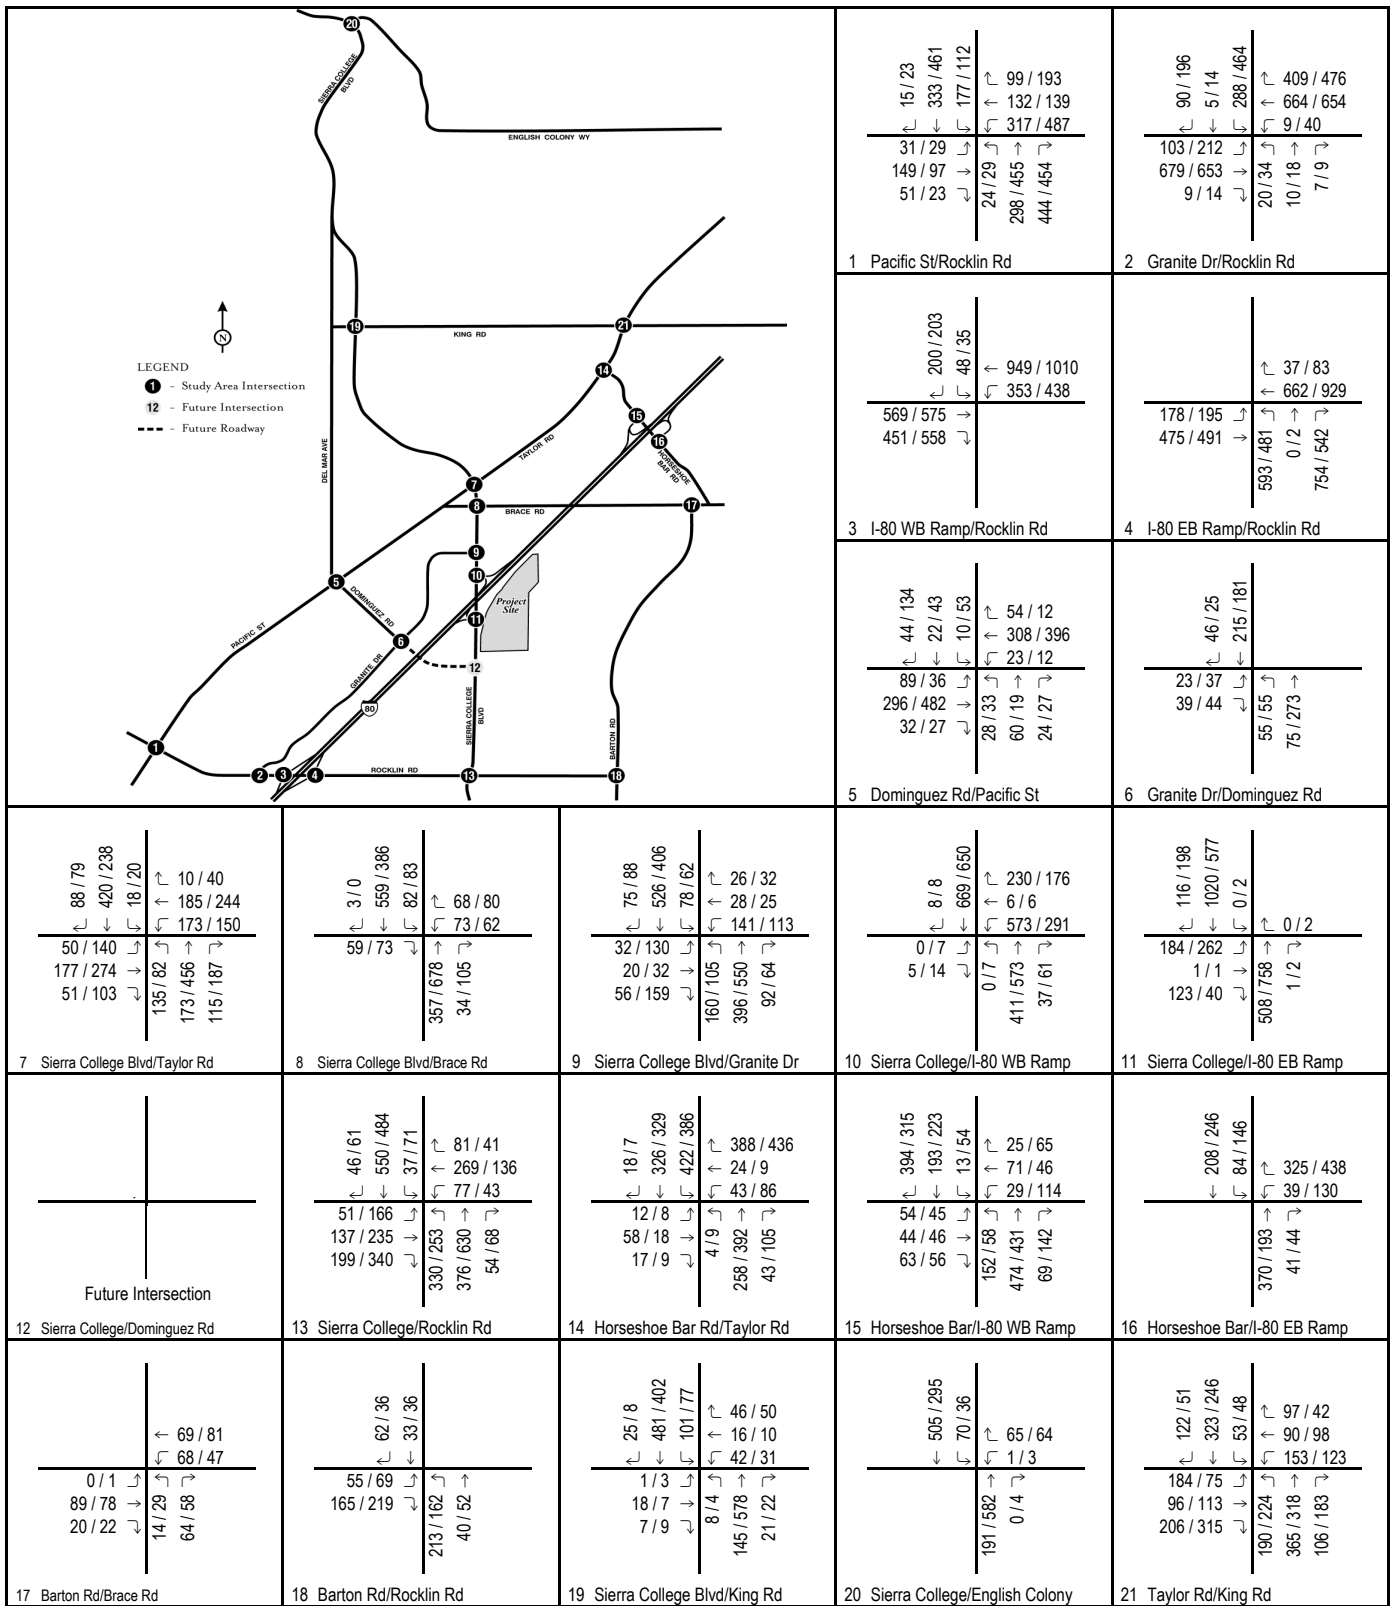 20
SIERRA COLLEGE
BLVD
ENGLISH COLONY WY
N
19
KING RD
21
LEGEND
1 - Study Area Intersection
12 - Future Intersection
- Future Roadway
14
15
16
HORSESHOE
BAR RD
DEL MAR AVE
TAYLOR RD
7
8
BRACE RD
17
9
10
5
DOMINGUEZ RD
Project
Site
11
PACIFIC ST
6
12
GRANITE DR
80
SIERRA COLLEGE
BLVD
BARTON RD
1
2
3
4
ROCKLIN RD
13
18
15 / 23
333 / 461
177 / 112
↵ ↓ ↳
↑ 99 / 193
← 132 / 139
↓ 317 / 487
31 / 29
149 / 97 →
51 / 23
24 / 29
298 / 455
444 / 454
1 Pacific St/Rocklin Rd
90 / 196
5 / 14
288 / 464
409 / 476
← 664 / 654
9 / 40
103 / 212
679 / 653 →
9 / 14
20 / 34
10 / 18
7 / 9
2 Granite Dr/Rocklin Rd
200 / 203
48 / 35
← 949 / 1010
353 / 438
569 / 575 →
451 / 558
3 I-80 WB Ramp/Rocklin Rd
37 / 83
← 662 / 929
178 / 195
475 / 491 →
593 / 481
0 / 2
754 / 542
4 I-80 EB Ramp/Rocklin Rd
44 / 134
22 / 43
10 / 53
54 / 12
← 308 / 396
23 / 12
89 / 36
296 / 482 →
32 / 27
28 / 33
60 / 19
24 / 27
5 Dominguez Rd/Pacific St
46 / 25
215 / 181
23 / 37
39 / 44
55 / 55
75 / 273
6 Granite Dr/Dominguez Rd
88 / 79
420 / 238
18 / 20
10 / 40
← 185 / 244
173 / 150
50 / 140
177 / 274 →
51 / 103
135 / 82
173 / 456
115 / 187
7 Sierra College Blvd/Taylor Rd
3 / 0
559 / 386
82 / 83
68 / 80
73 / 62
59 / 73
357 / 678
34 / 105
8 Sierra College Blvd/Brace Rd
75 / 88
526 / 406
78 / 62
26 / 32
← 28 / 25
141 / 113
32 / 130
20 / 32 →
56 / 159
160 / 105
396 / 550
92 / 64
9 Sierra College Blvd/Granite Dr
8 / 8
669 / 650
230 / 176
← 6 / 6
573 / 291
0 / 7
5 / 14
0 / 7
411 / 573
37 / 61
10 Sierra College/I-80 WB Ramp
116 / 198
1020 / 577
0 / 2
0 / 2
184 / 262
1 / 1 →
123 / 40
508 / 758
1 / 2
11 Sierra College/I-80 EB Ramp
Future Intersection
12 Sierra College/Dominguez Rd
46 / 61
550 / 484
37 / 71
81 / 41
← 269 / 136
77 / 43
51 / 166
137 / 235 →
199 / 340
330 / 253
376 / 630
54 / 68
13 Sierra College/Rocklin Rd
18 / 7
326 / 329
422 / 386
388 / 436
← 24 / 9
43 / 86
12 / 8
58 / 18 →
17 / 9
4 / 9
258 / 392
43 / 105
14 Horseshoe Bar Rd/Taylor Rd
394 / 315
193 / 223
13 / 54
25 / 65
← 71 / 46
29 / 114
54 / 45
44 / 46 →
63 / 56
152 / 58
474 / 431
69 / 142
15 Horseshoe Bar/I-80 WB Ramp
208 / 246
84 / 146
325 / 438
39 / 130
370 / 193
41 / 44
16 Horseshoe Bar/I-80 EB Ramp
← 69 / 81
68 / 47
0 / 1
89 / 78 →
20 / 22
14 / 29
64 / 58
17 Barton Rd/Brace Rd
62 / 36
33 / 36
55 / 69
165 / 219
213 / 162
40 / 52
18 Barton Rd/Rocklin Rd
25 / 8
481 / 402
101 / 77
46 / 50
← 16 / 10
42 / 31
1 / 3
18 / 7 →
7 / 9
8 / 4
145 / 578
21 / 22
19 Sierra College Blvd/King Rd
505 / 295
70 / 36
65 / 64
1 / 3
191 / 582
0 / 4
20 Sierra College/English Colony
122 / 51
323 / 246
53 / 48
97 / 42
← 90 / 98
153 / 123
184 / 75
96 / 113 →
206 / 315
190 / 224
365 / 318
106 / 183
21 Taylor Rd/King Rd